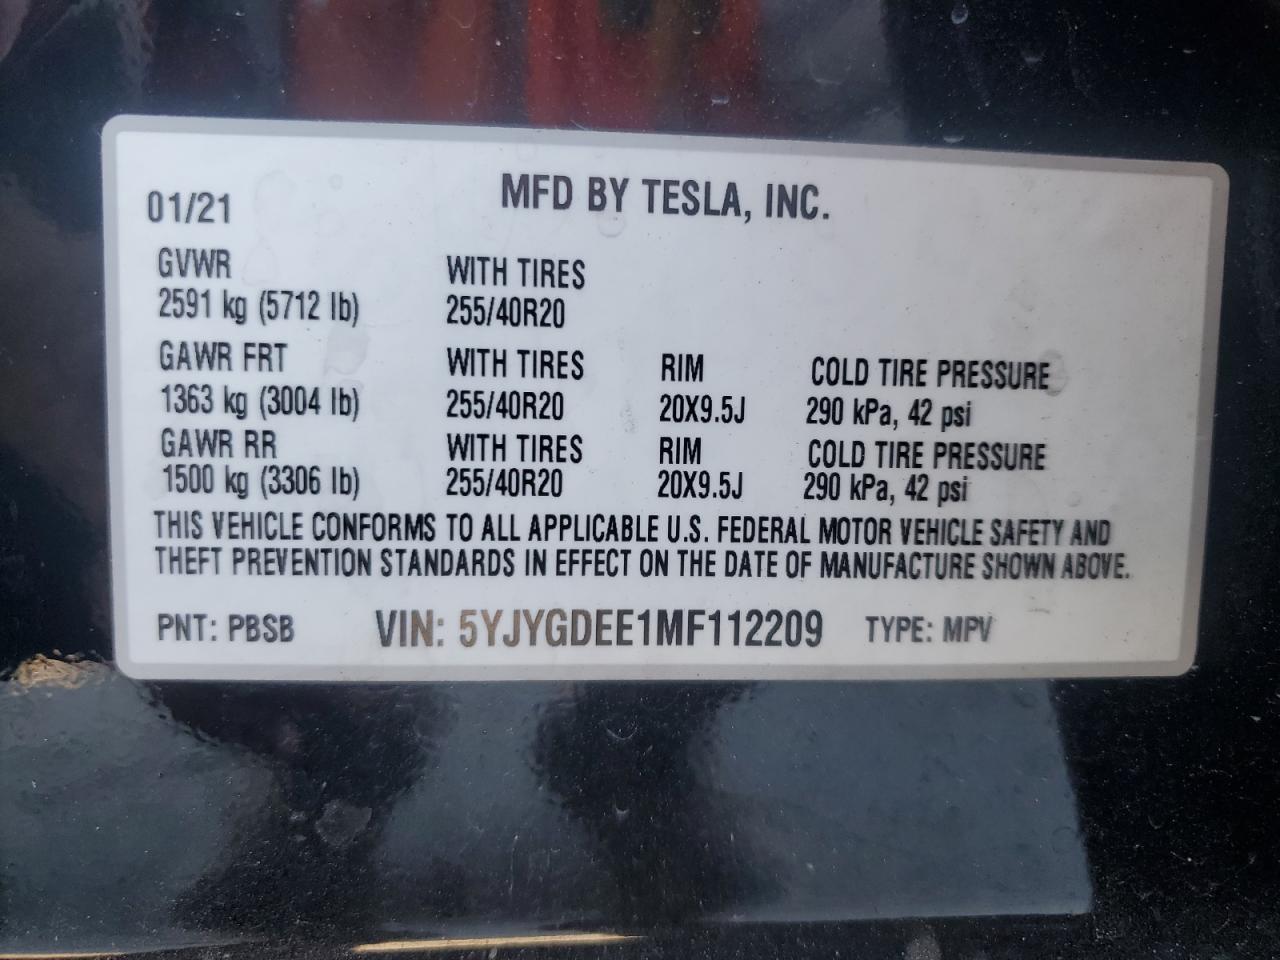 MFD BY TESLA, INC.
01/21
GVWR WITH TIRES
2591 kg (5712 lb) 255/40R20
GAWR FRT WITH TIRES RIM COLD TIRE PRESSURE
1363 kg (3004 lb) 255/40R20 20X9.5J 290 kPa, 42 psi
GAWR RR WITH TIRES RIM COLD TIRE PRESSURE
1500 kg (3306 lb) 255/40R20 20X9.5J 290 kPa, 42 psi
THIS VEHICLE CONFORMS TO ALL APPLICABLE U.S. FEDERAL MOTOR VEHICLE SAFETY AND
THEFT PREVENTION STANDARDS IN EFFECT ON THE DATE OF MANUFACTURE SHOWN ABOVE.
PNT: PBSB VIN: 5YJYGDEE1MF112209 TYPE: MPV